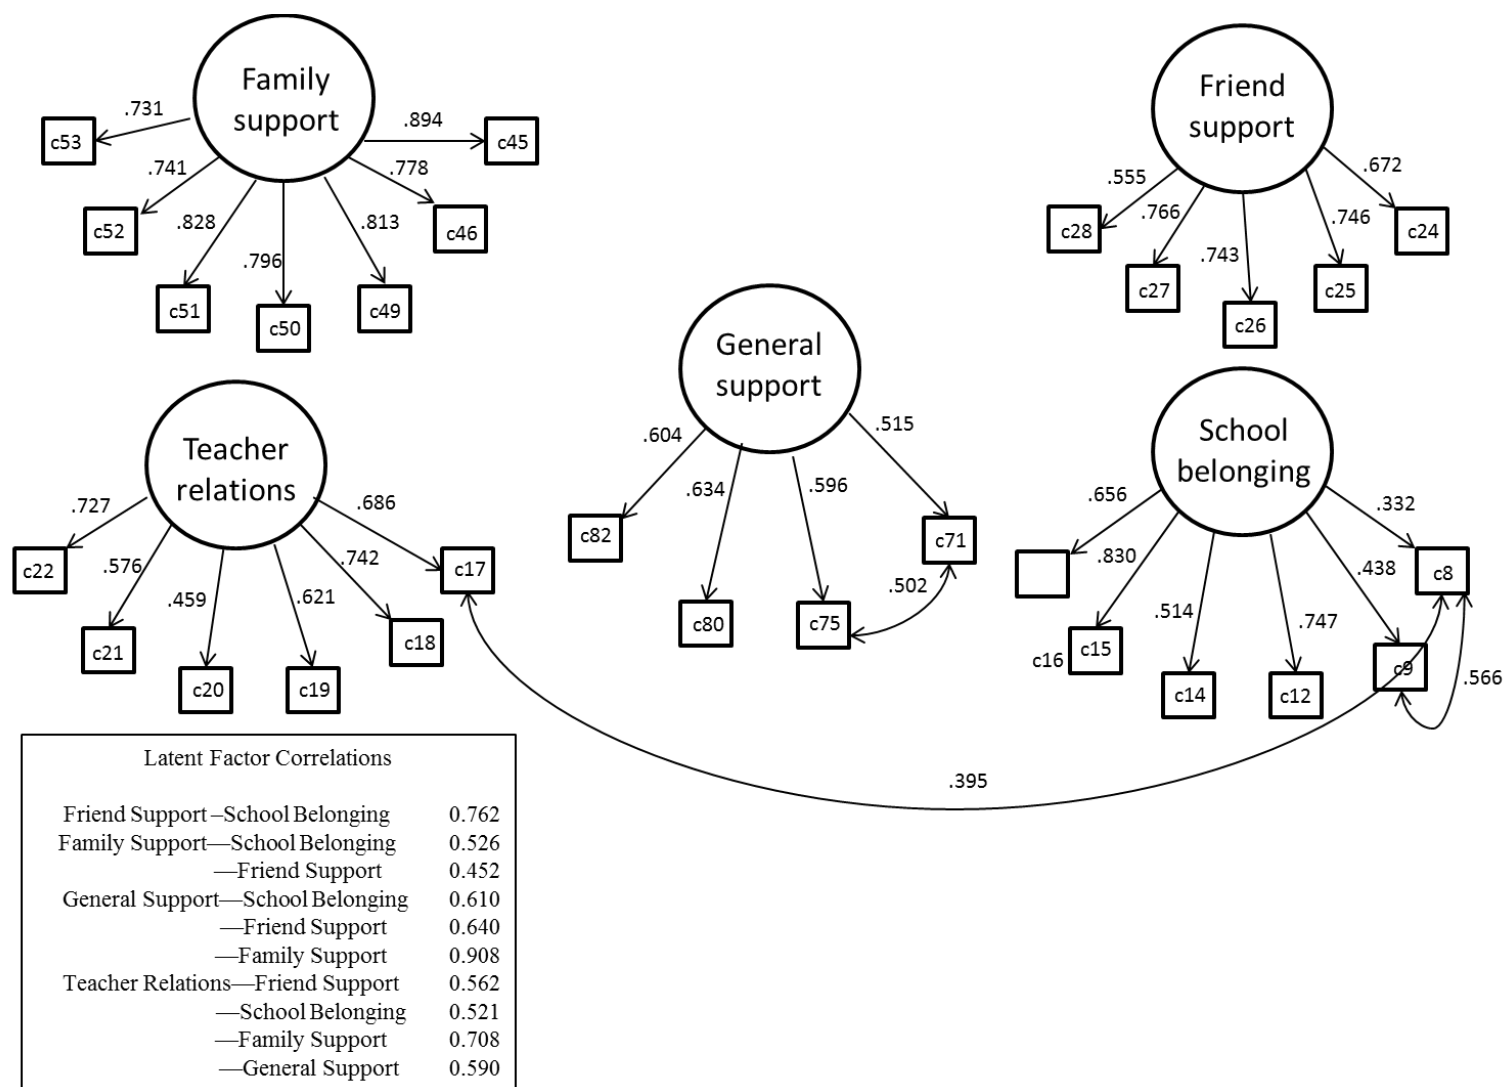 Family
support
.731
.894
c53
c45
.741
.778
.828
.813
c52
c46
.796
c51
c49
c50
Friend
support
.672
.555
.766
.746
c28
c24
.743
c27
c25
c26
General
support
.515
.604
.634
.596
c82
c71
.502
c80
c75
Teacher
relations
.686
.727
.742
.576
c22
c17
.459
.621
c21
c18
c20
c19
School
belonging
.656
.332
.830
.438
c8
.514
.747
c16
c15
c9
.566
c14
c12
.395
Latent Factor Correlations
Friend Support –School Belonging 0.762
Family Support—School Belonging 0.526
—Friend Support 0.452
General Support—School Belonging 0.610
—Friend Support 0.640
—Family Support 0.908
Teacher Relations—Friend Support 0.562
—School Belonging 0.521
—Family Support 0.708
—General Support 0.590